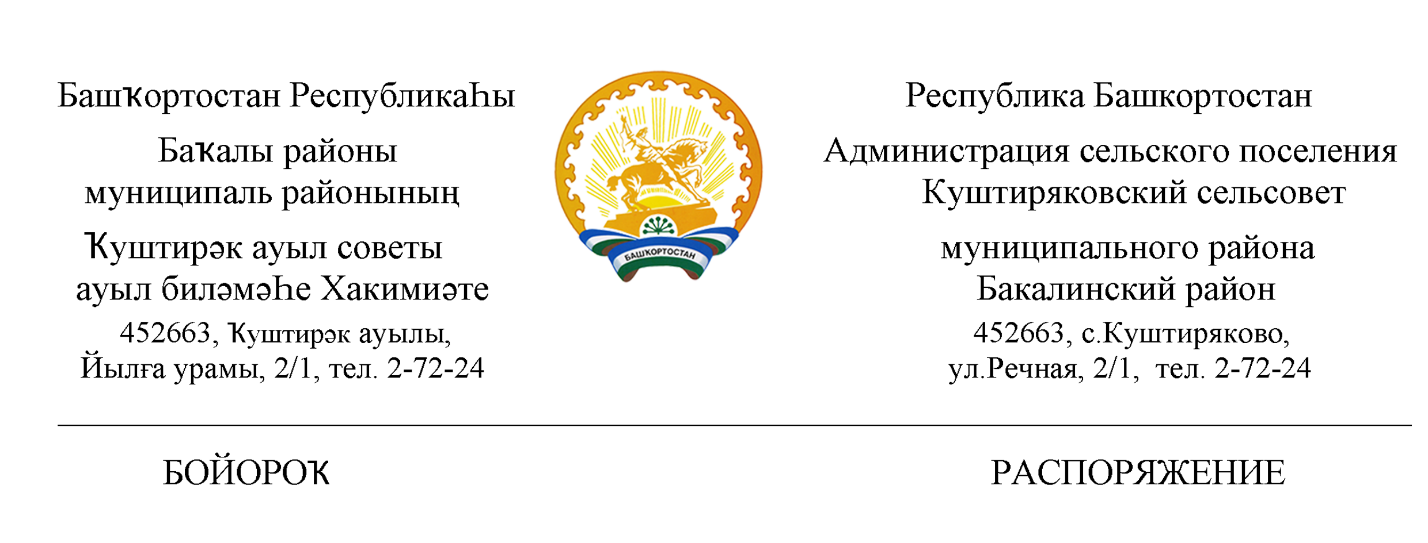 Башҡортостан Республикаһы
Баҡалы районы
муниципаль районының
Ҡуштирәк ауыл советы
ауыл биләмәһе Хакимиәте
452663, Ҡуштирәк ауылы,
Йылға урамы, 2/1, тел. 2-72-24
БАШҠОРТОСТАН
Республика Башкортостан
Администрация сельского поселения
Куштиряковский сельсовет
муниципального района
Бакалинский район
452663, с.Куштиряково,
ул.Речная, 2/1, тел. 2-72-24
БОЙОРОҠ
РАСПОРЯЖЕНИЕ